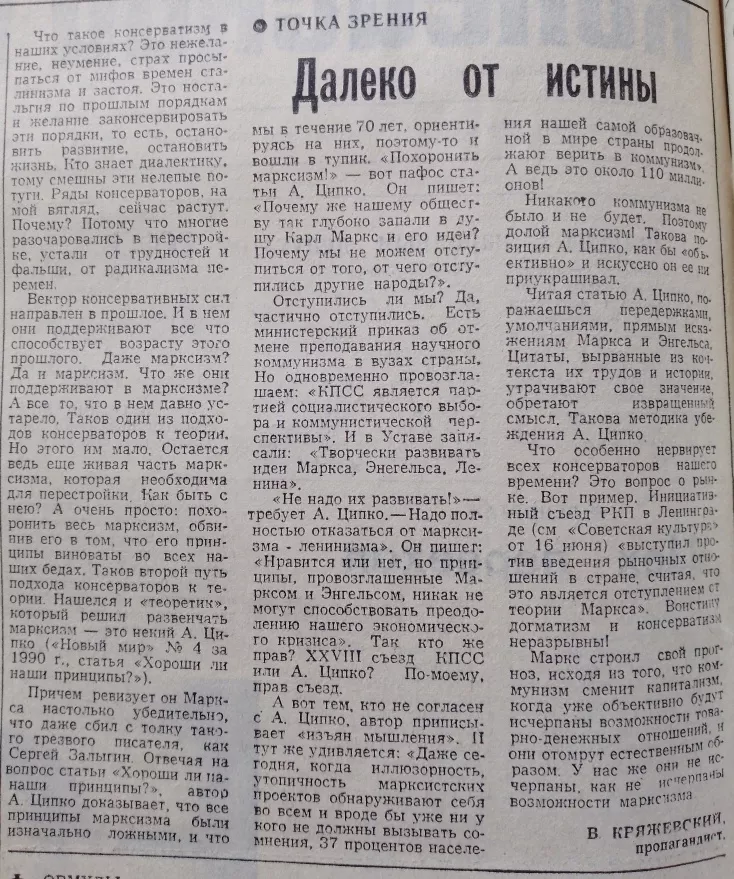 ТОЧКА ЗРЕНИЯ
Далеко от истины
Что такое консерватизм в
наших условиях? Это нежела-
ние, неумение, страх просы-
паться от мифов времен ста-
линизма и застоя. Это носта-
льгия по прошлым порядкам
и желание законсервировать
эти порядки, то есть, остано-
вить развитие, остановить
жизнь. Кто знает диалектику,
тому смешны эти нелепые по-
туги. Ряды консерваторов, на
мой взгляд, сейчас растут.
Почему? Потому что многие
разочаровались в перестрой-
ке, устали от трудностей и
фальши, от радикализма пе-
ремен.
Вектор консервативных сил
направлен в прошлое. И в нем
они поддерживают все что
способствует возрасту этого
прошлого. Даже марксизм?
Да и марксизм. Что же они
поддерживают в марксизме?
А все то, что в нем давно ус-
тарело. Таков один из подхо-
дов консерваторов к теории.
Но этого им мало. Остается
ведь еще живая часть марк-
сизма, которая необходима
для перестройки. Как быть с
нею? А очень просто: похо-
ронить весь марксизм, обви-
нив его в том, что его прин-
ципы виноваты во всех на-
ших бедах. Таков второй путь
подхода консерваторов к те-
ории. Нашелся и «теоретик»,
который решил развенчать
марксизм — это некий А. Ци-
пко («Новый мир» № 4 за
1990 г., статья «Хороши ли
наши принципы?»).
Причем ревизует он Марк-
са настолько убедительно,
что даже сбил с толку тако-
го трезвого писателя, как
Сергей Залыгин. Отвечая на
вопрос статьи «Хороши ли на-
наши принципы?», автор
А. Ципко доказывает, что все
принципы марксизма были
изначально ложными, и что
мы в течение 70 лет, ориенти-
руясь на них, поэтому-то и
вошли в тупик. «Похоронить
марксизм!» — вот пафос ста-
тьи А. Ципко. Он пишет:
«Почему же нашему общест-
ву так глубоко запали в ду-
шу Карл Маркс и его идеи?
Почему мы не можем отсту-
питься от того, от чего отсту-
пились другие народы?».
Отступились ли мы? Да,
частично отступились. Есть
министерский приказ об от-
мене преподавания научного
коммунизма в вузах страны.
Но одновременно провозгла-
шаем: «КПСС является пар-
тией социалистического выбо-
ра и коммунистической пер-
спективы». И в Уставе запи-
сали: «Творчески развивать
идеи Маркса, Энгельса, Ле-
нина».
«Не надо их развивать!»—
требует А. Ципко.—Надо пол-
ностью отказаться от маркси-
зма - ленинизма». Он пишет:
«Нравится или нет, но прин-
ципы, провозглашенные Ма-
рксом и Энгельсом, никак не
могут способствовать преодо-
лению нашего экономическо-
го кризиса». Так кто же
прав? XXVIII съезд КПСС
или А. Ципко? По-моему,
прав съезд.
А вот тем, кто не согласен
с А. Ципко, автор приписы-
вает «изъян мышления». И
тут же удивляется: «Даже се-
годня, когда иллюзорность,
утопичность марксистских
проектов обнаруживают себя
во всем и вроде бы уже ни у
кого не должны вызывать со-
мнения, 37 процентов населе-
ния нашей самой образован-
ной в мире страны продол-
жают верить в коммунизм».
А ведь это около 110 милли-
онов!
Никакого коммунизма не
было и не будет. Поэтому
долой марксизм! Такова по-
зиция А. Ципко, как бы «объ-
ективно» и искусно он ее ни
приукрашивал.
Читая статью А. Ципко, по-
ражаешься передержками,
умолчаниями, прямым иска-
жениям Маркса и Энгельса.
Цитаты, вырванные из кон-
текста их трудов и истории,
утрачивают свое значение,
обретают извращенный
смысл. Такова методика убе-
ждения А. Ципко.
Что особенно нервирует
всех консерваторов нашего
времени? Это вопрос о рын-
ке. Вот пример. Инициатив-
ный съезд РКП в Ленингра-
де (см «Советская культура»
от 16 июня) «выступил про-
тив введения рыночных отно-
шений в стране, считая, что
это является отступлением от
теории Маркса». Воистину
догматизм и консерватизм
неразрывны!
Маркс строил свой прог-
ноз, исходя из того, что ком-
мунизм сменит капитализм,
когда уже объективно будут
исчерпаны возможности това-
рно-денежных отношений, и
они отомрут естественным об-
разом. У нас же они не ис-
черпаны, как не исчерпаны
возможности марксизма
В КРЯЖЕВСКИЙ,
пропагандист.